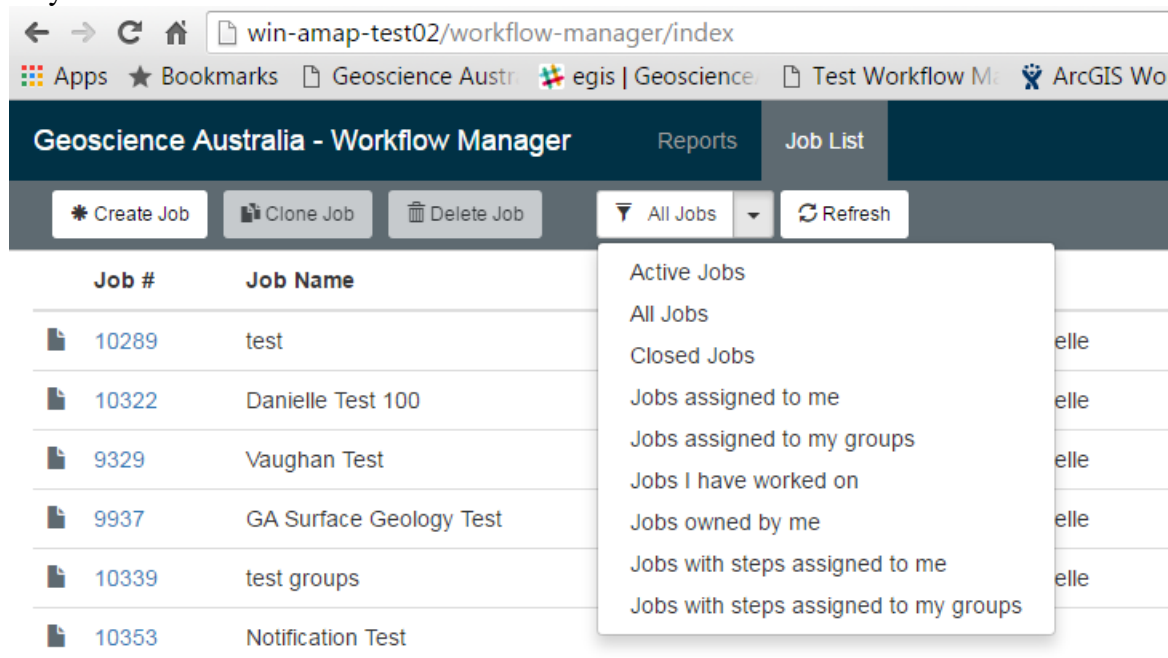 win-amap-test02/workflow-manager/index
Apps Bookmarks Geoscience Austr egis | Geoscience Test Workflow Ma ArcGIS Wo
Geoscience Australia - Workflow Manager Reports Job List
Create Job Clone Job Delete Job All Jobs Refresh
Job # Job Name
Active Jobs
All Jobs
Closed Jobs
Jobs assigned to me
Jobs assigned to my groups
Jobs I have worked on
Jobs owned by me
Jobs with steps assigned to me
Jobs with steps assigned to my groups
10289 test elle
10322 Danielle Test 100 elle
9329 Vaughan Test elle
9937 GA Surface Geology Test elle
10339 test groups elle
10353 Notification Test